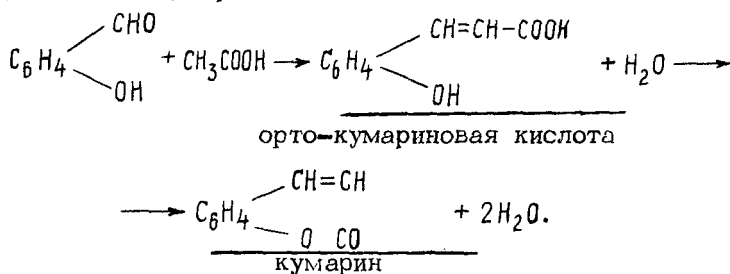 CHO CH=CH-COOH
C₆H₄ + CH₃COOH → C₆H₄ + H₂O →
OH OH
орто-кумариновая кислота
CH=CH
→ C₆H₄ + 2H₂O.
O CO
кумарин